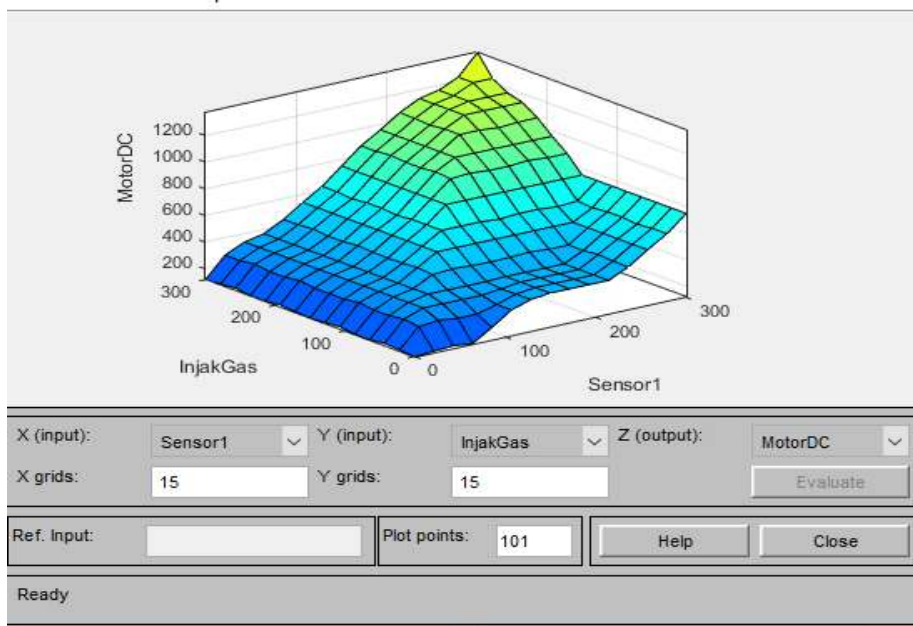 MotorDC
1200
1000
800
600
400
200
300
200
100
0
InjakGas
0
100
200
300
Sensor1
X (input):
Sensor1
Y (input):
InjakGas
Z (output):
MotorDC
X grids:
15
Y grids:
15
Evaluate
Ref. Input:
Plot points:
101
Help
Close
Ready